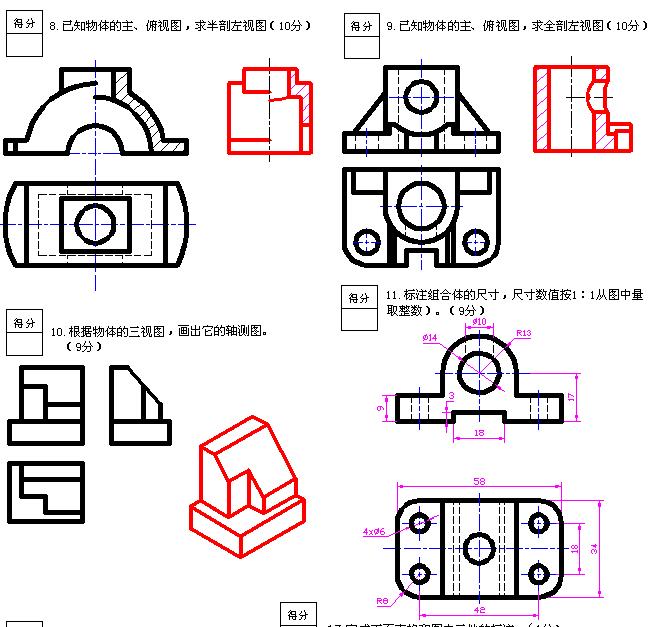 得分
8.已知物体的主、俯视图，求半剖左视图（10分）
得分
9.已知物体的主、俯视图，求全剖左视图（10分）
得分
10.根据物体的三视图，画出它的轴测图。
（9分）
得分
11.标注组合体的尺寸，尺寸数值按1：1从图中量
取整数）。（9分）
Ø10
Ø14
R13
9
3
17
18
58
4xØ6
18
34
R8
42
得分